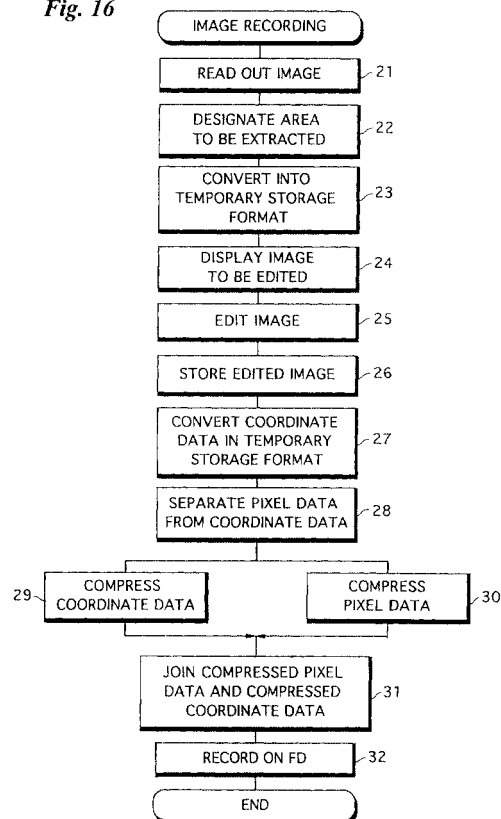 Fig. 16
IMAGE RECORDING
READ OUT IMAGE
21
DESIGNATE AREA
TO BE EXTRACTED
22
CONVERT INTO
TEMPORARY STORAGE
FORMAT
23
DISPLAY IMAGE
TO BE EDITED
24
EDIT IMAGE
25
STORE EDITED IMAGE
26
CONVERT COORDINATE
DATA IN TEMPORARY
STORAGE FORMAT
27
SEPARATE PIXEL DATA
FROM COORDINATE DATA
28
29
COMPRESS
COORDINATE DATA
COMPRESS
PIXEL DATA
30
JOIN COMPRESSED PIXEL
DATA AND COMPRESSED
COORDINATE DATA
31
RECORD ON FD
32
END